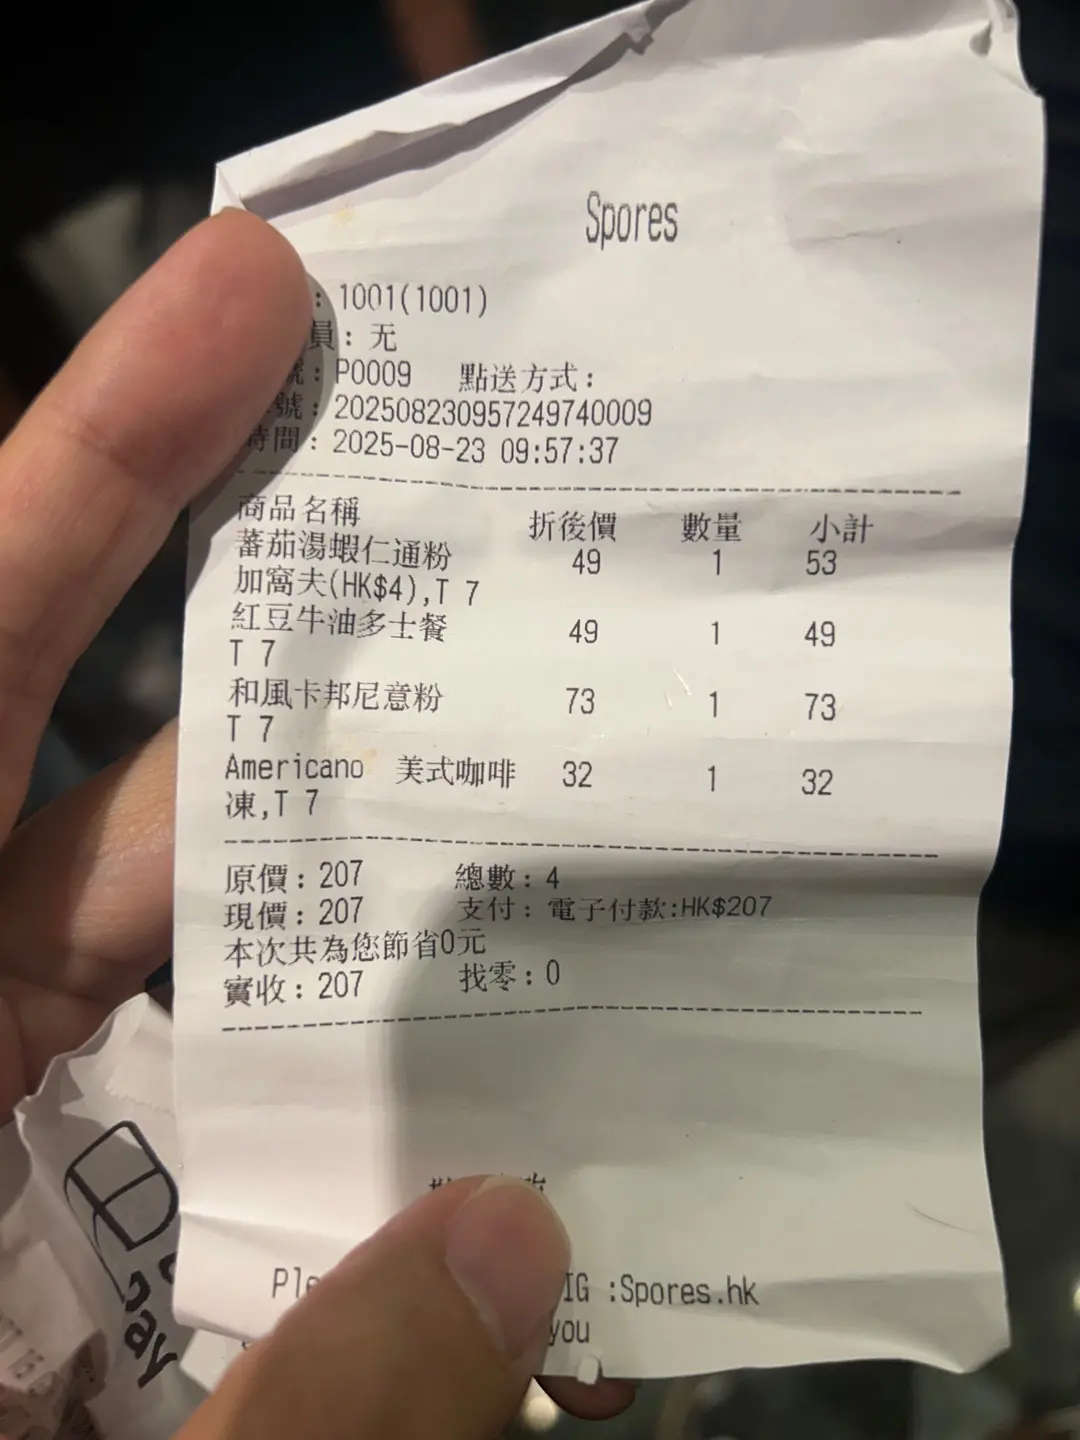 Spores
: 1001(1001)
員: 无
號: P0009 點送方式:
號: 202508230957249740009
時間: 2025-08-23 09:57:37
商品名稱 折後價 數量 小計
蕃茄湯蝦仁通粉 49 1 53
加窩夫(HK$4),T 7
紅豆牛油多士餐 49 1 49
T 7
和風卡邦尼意粉 73 1 73
T 7
Americano 美式咖啡 32 1 32
凍,T 7
原價: 207 總數: 4
現價: 207 支付: 電子付款:HK$207
本次共為您節省0元
實收: 207 找零: 0
IG :Spores.hk
you